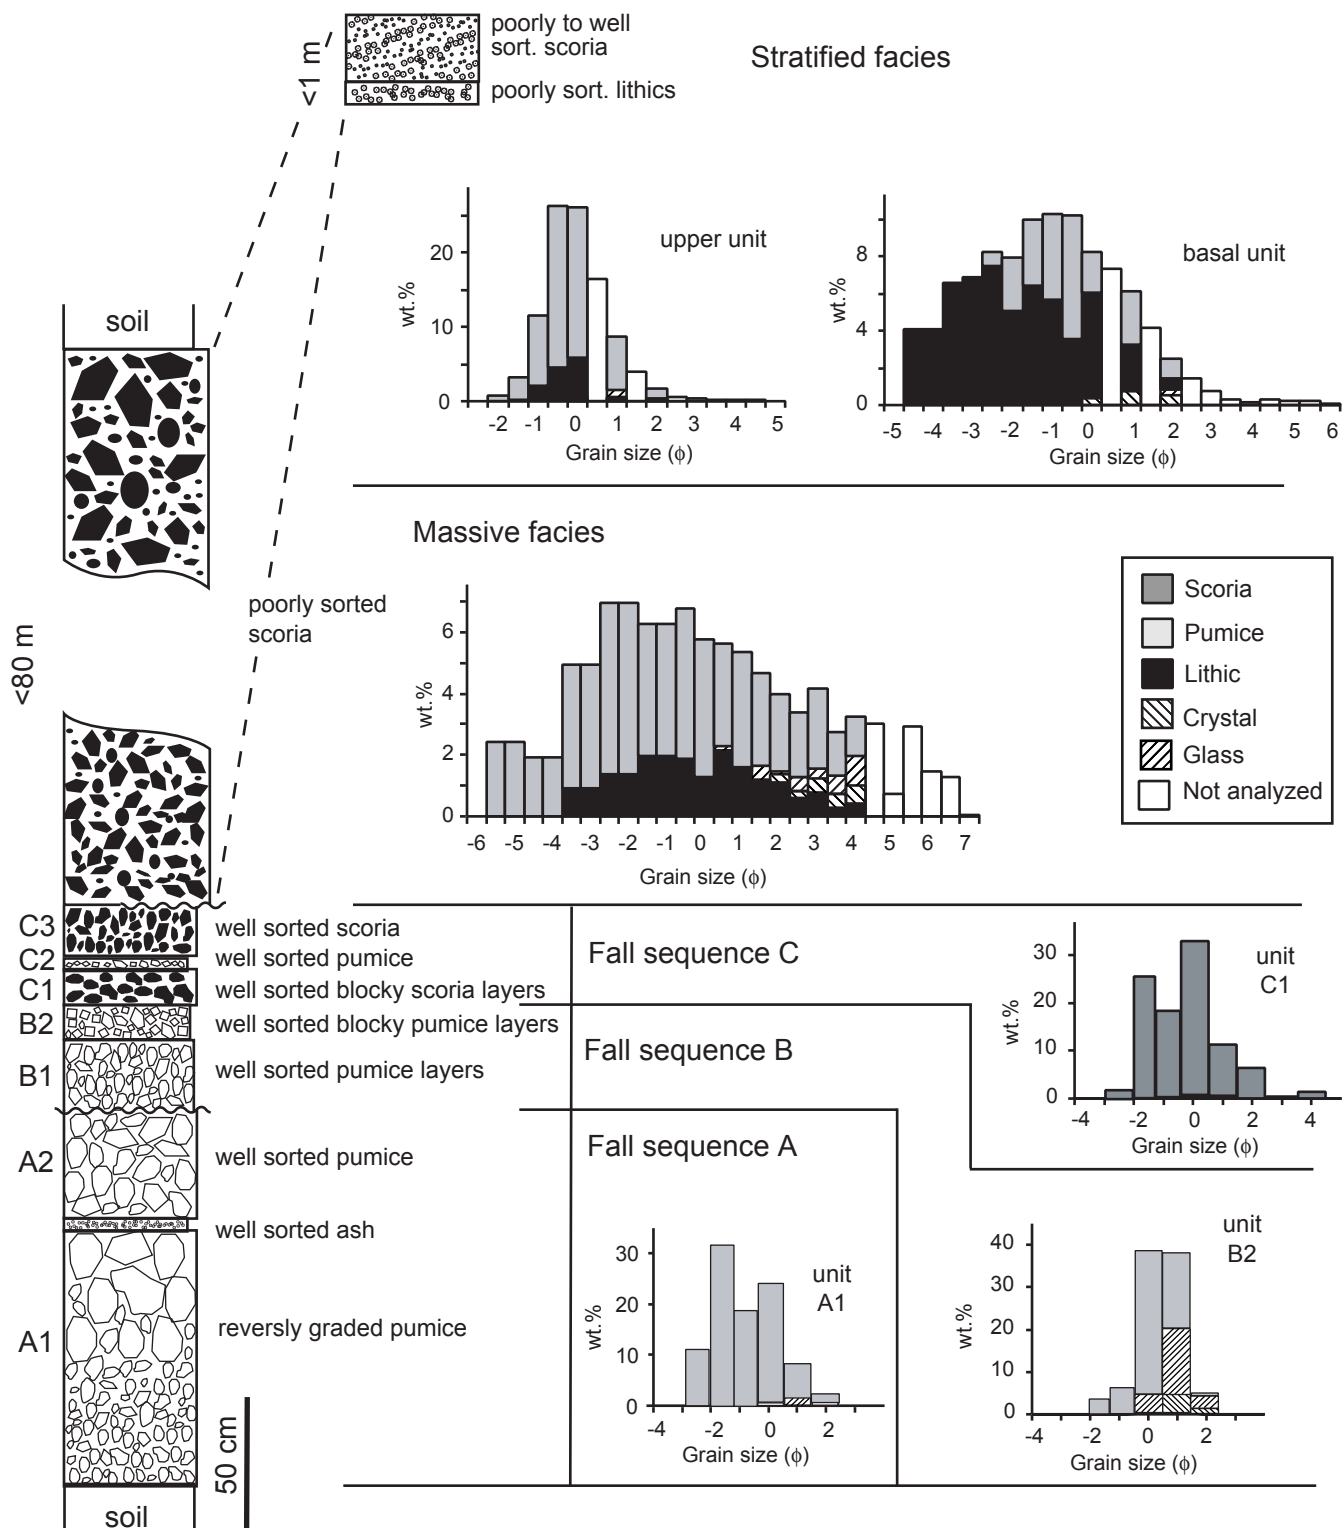 <1 m
poorly to well
sort. scoria
poorly sort. lithics
Stratified facies
upper unit
wt.%
20
10
0
-2 -1 0 1 2 3 4 5
Grain size (ϕ)
basal unit
wt.%
8
4
0
-5 -4 -3 -2 -1 0 1 2 3 4 5 6
Grain size (ϕ)
soil
<80 m
poorly sorted
scoria
Massive facies
wt.%
6
4
2
0
-6 -5 -4 -3 -2 -1 0 1 2 3 4 5 6 7
Grain size (ϕ)
Scoria
Pumice
Lithic
Crystal
Glass
Not analyzed
C3 well sorted scoria
C2 well sorted pumice
C1 well sorted blocky scoria layers
B2 well sorted blocky pumice layers
B1 well sorted pumice layers
A2 well sorted pumice
well sorted ash
A1 reversly graded pumice
50 cm
soil
Fall sequence C
unit
C1
wt.%
30
20
10
0
-4 -2 0 2 4
Grain size (ϕ)
Fall sequence B
Fall sequence A
unit
A1
wt.%
30
20
10
0
-4 -2 0 2
Grain size (ϕ)
unit
B2
wt.%
40
30
20
10
0
-4 -2 0 2
Grain size (ϕ)